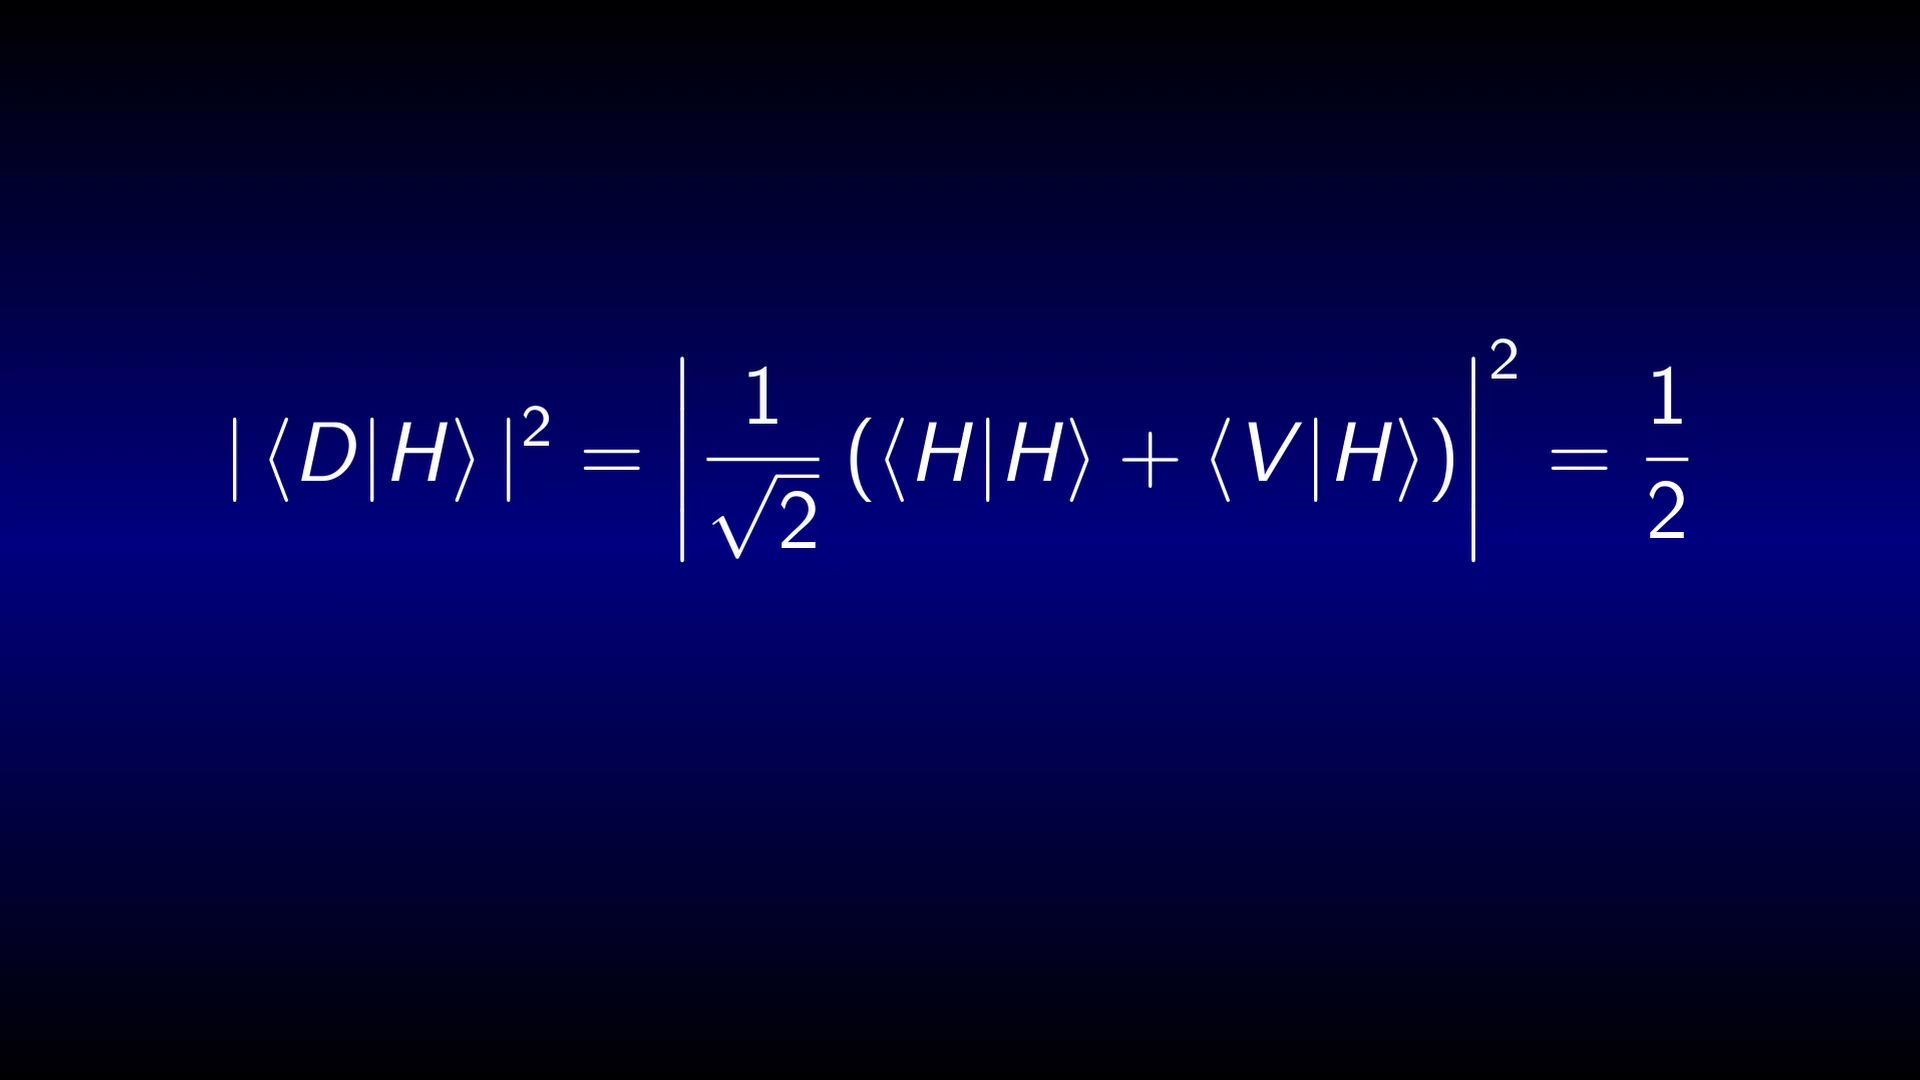 | ⟨D|H⟩ |² = | 1/√2 (⟨H|H⟩ + ⟨V|H⟩) |² = 1/2